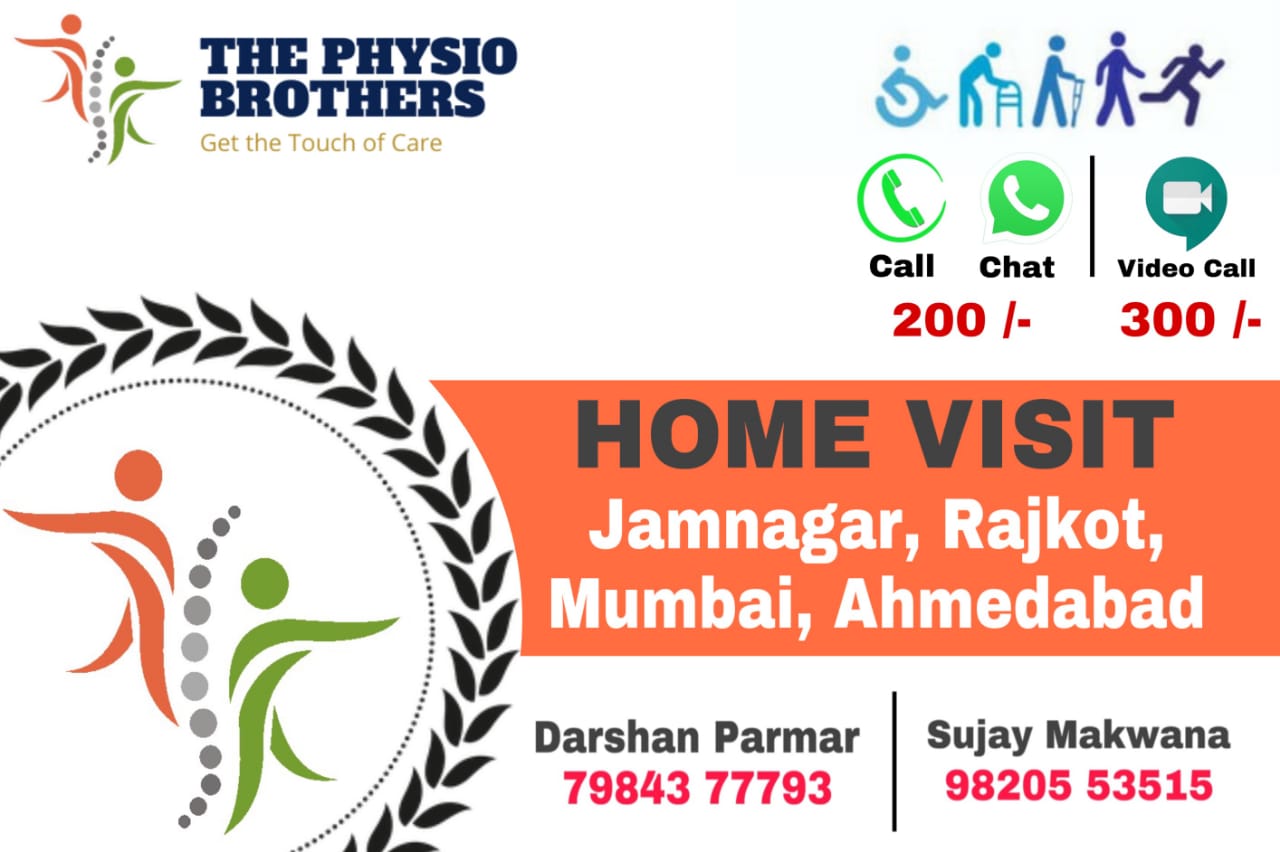 THE PHYSIO
BROTHERS
Get the Touch of Care
Call
Chat
Video Call
200 /-
300 /-
HOME VISIT
Jamnagar, Rajkot,
Mumbai, Ahmedabad
Darshan Parmar
79843 77793
Sujay Makwana
98205 53515